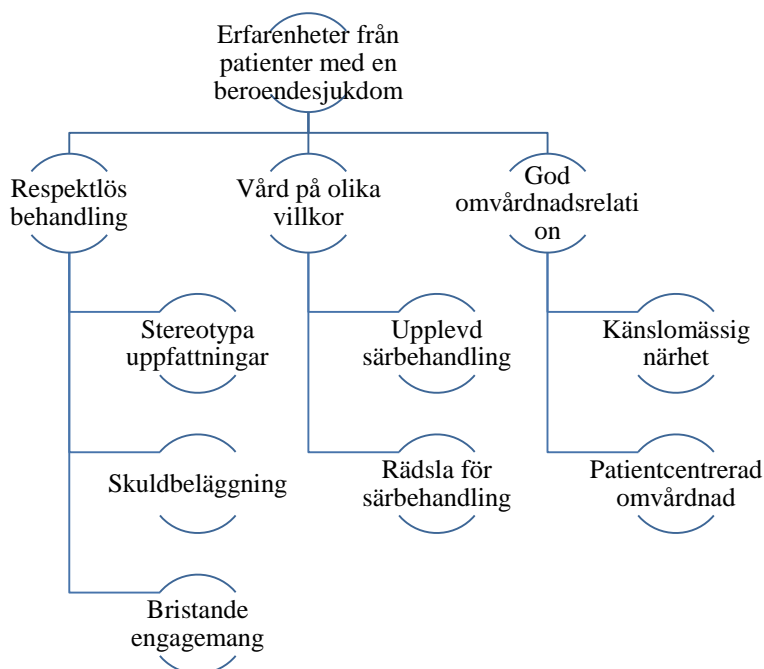 Erfarenheter från
patienter med en
beroendesjukdom
Respektlös
behandling
Vård på olika
villkor
God
omvårdnadsrelati
on
Stereotypa
uppfattningar
Upplevd
särbehandling
Känslomässig
närhet
Skuldbeläggning
Rädsla för
särbehandling
Patientcentrerad
omvårdnad
Bristande
engagemang